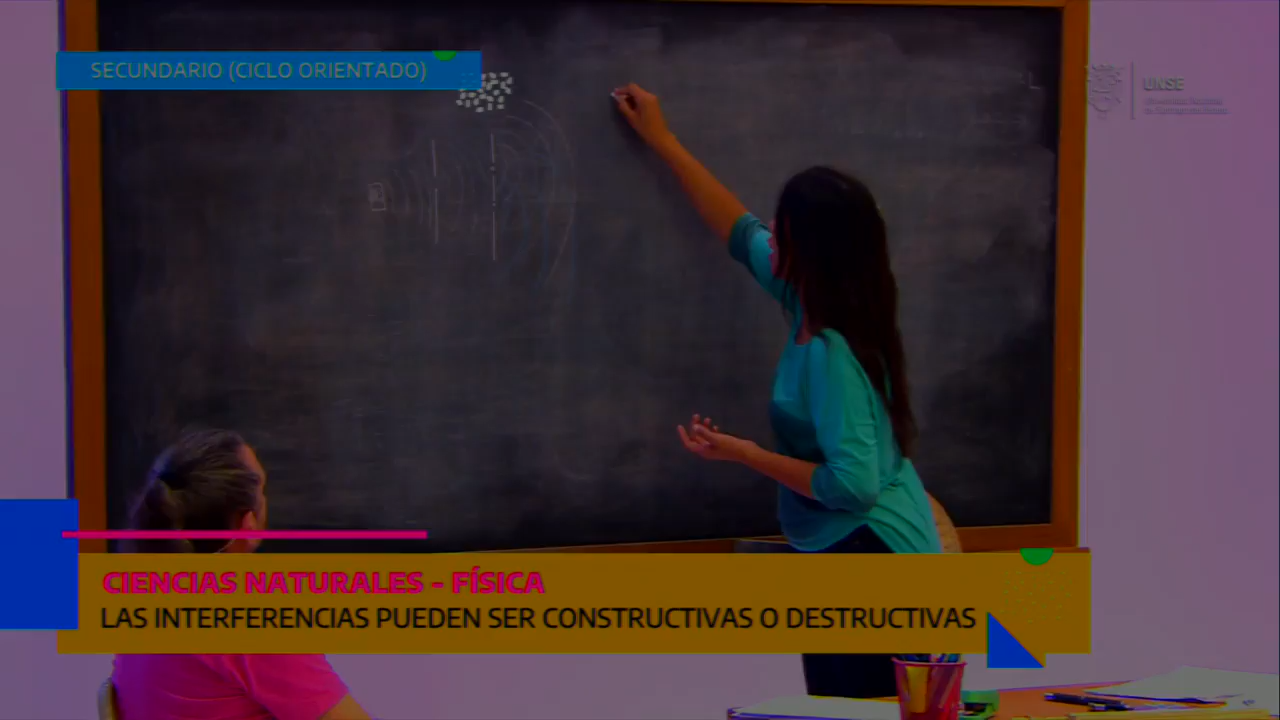 SECUNDARIO (CICLO ORIENTADO)
UNSE
CIENCIAS NATURALES - FÍSICA
LAS INTERFERENCIAS PUEDEN SER CONSTRUCTIVAS O DESTRUCTIVAS